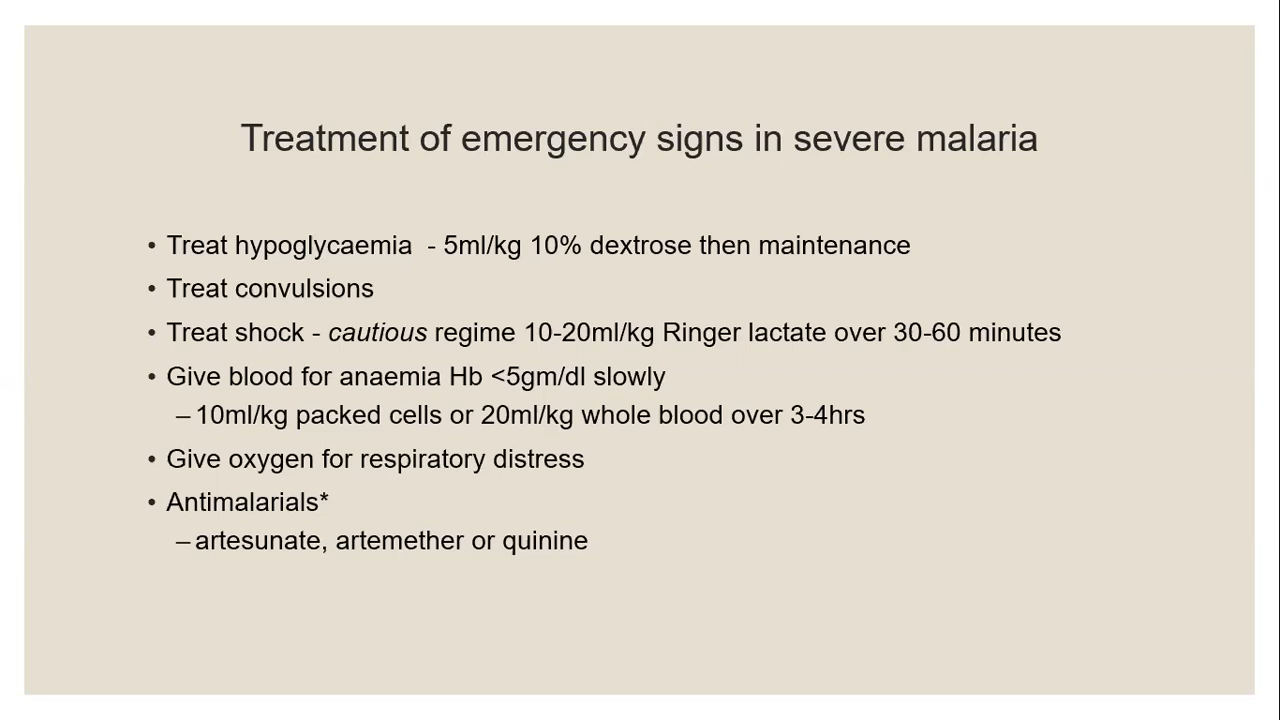 Treatment of emergency signs in severe malaria
• Treat hypoglycaemia - 5ml/kg 10% dextrose then maintenance
• Treat convulsions
• Treat shock - cautious regime 10-20ml/kg Ringer lactate over 30-60 minutes
• Give blood for anaemia Hb <5gm/dl slowly
– 10ml/kg packed cells or 20ml/kg whole blood over 3-4hrs
• Give oxygen for respiratory distress
• Antimalarials*
– artesunate, artemether or quinine